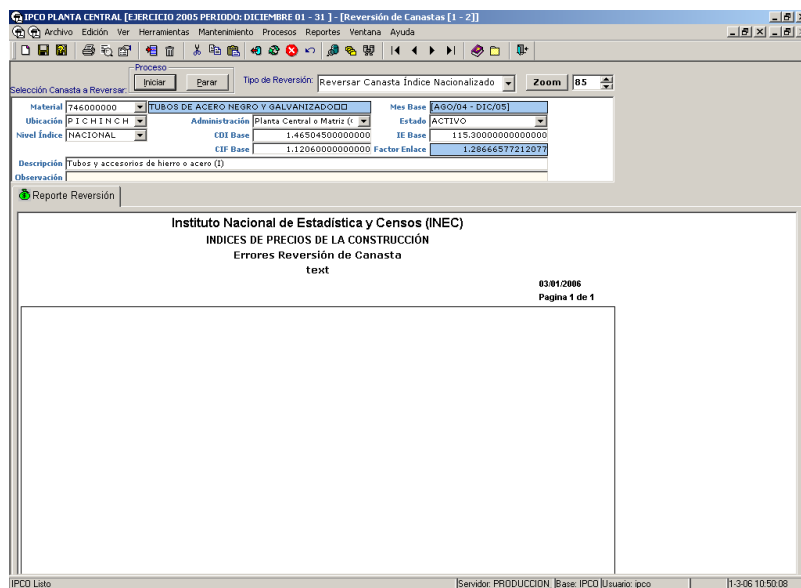 IPCO PLANTA CENTRAL [EJERCICIO 2005 PERIODO: DICIEMBRE 01 - 31 ] - [Reversión de Canastas [1 - 2]]
Archivo Edición Ver Herramientas Mantenimiento Procesos Reportes Ventana Ayuda
Proceso
Selección Canasta a Reversar: Iniciar Parar Tipo de Reversión: Reversar Canasta Índice Nacionalizado Zoom 85
Material 746000000 TUBOS DE ACERO NEGRO Y GALVANIZADO Mes Base [AGO/04 - DIC/05]
Ubicación PICHINCH Administración Planta Central o Matriz ( Estado ACTIVO
Nivel Índice NACIONAL CDI Base 1.46504500000000 IE Base 115.30000000000000
CIF Base 1.12060000000000 Factor Enlace 1.28666577212077
Descripción Tubos y accesorios de hierro o acero (I)
Observación
Reporte Reversión
Instituto Nacional de Estadística y Censos (INEC)
INDICES DE PRECIOS DE LA CONSTRUCCIÓN
Errores Reversión de Canasta
text
03/01/2006
Pagina 1 de 1
IPCO Listo Servidor: PRODUCCION Base: IPCO Usuario: ipco 1-3-06 10:50:08